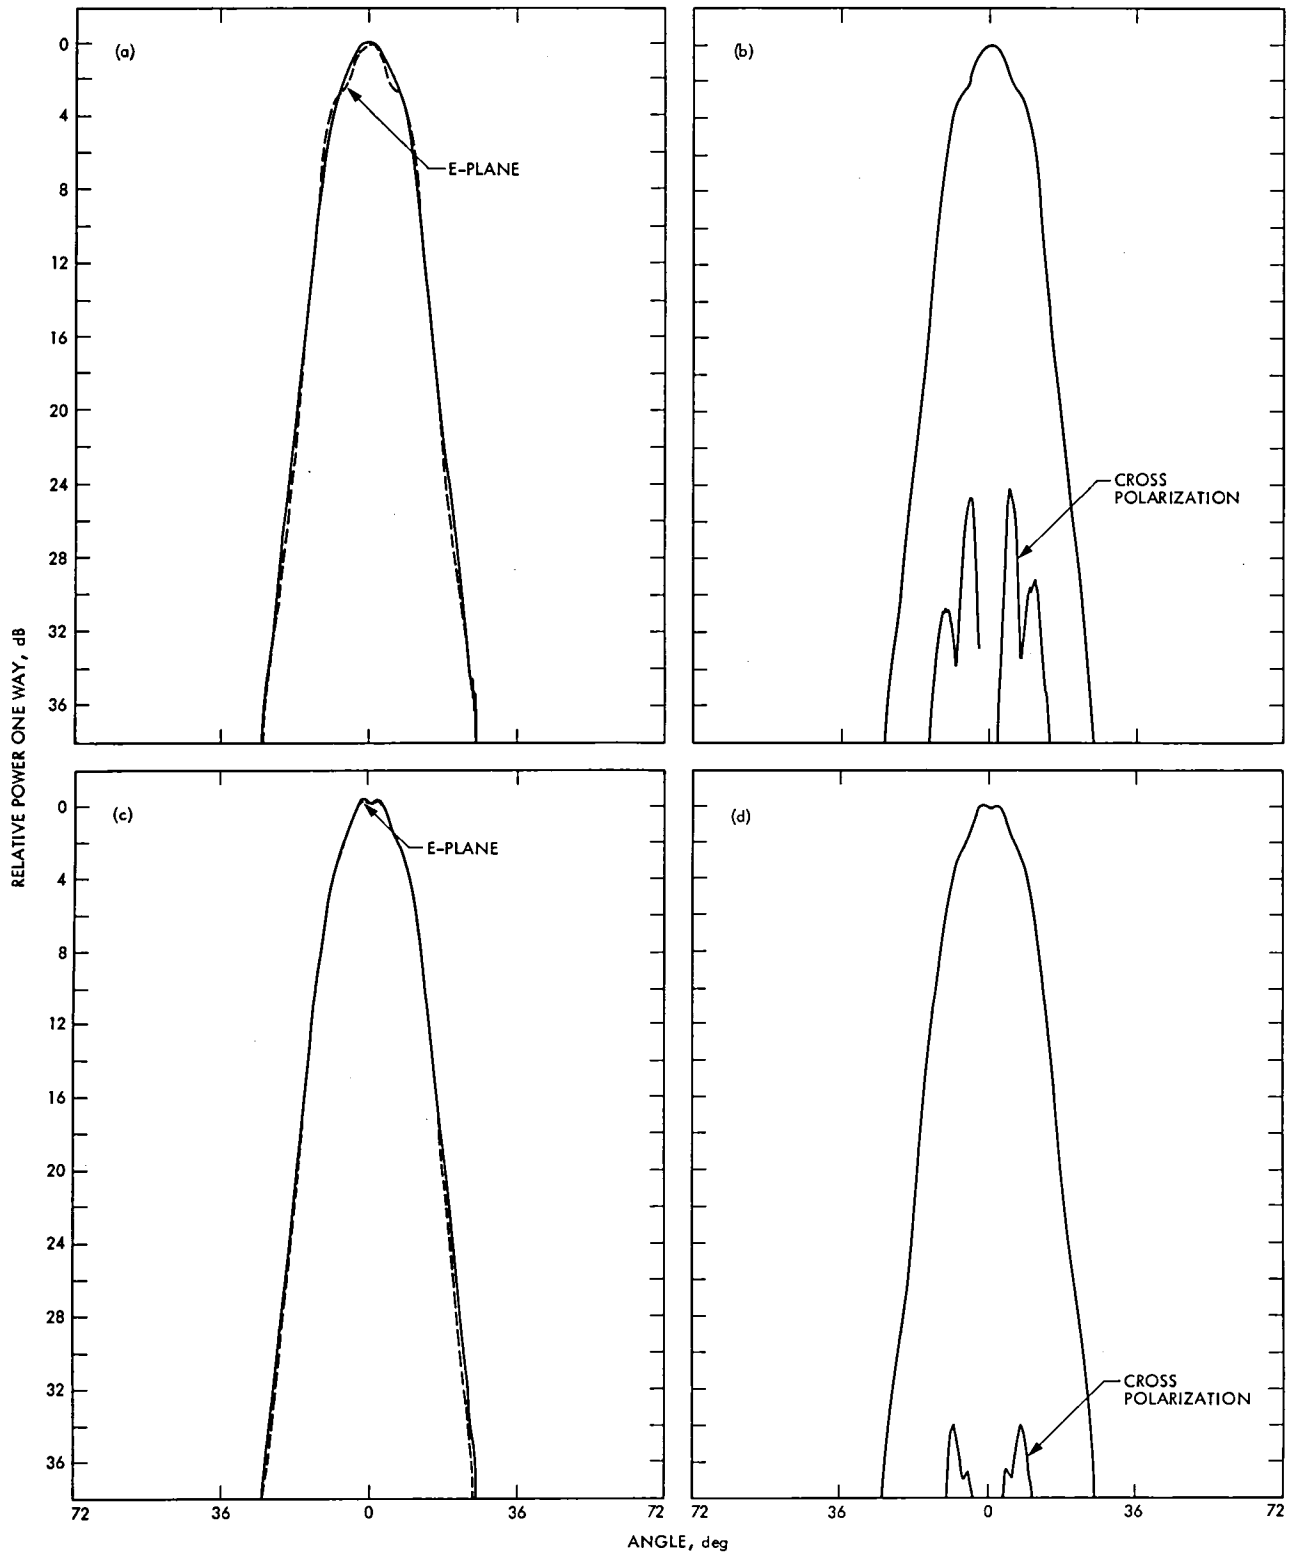 (a)
0
4
8
12
16
20
24
28
32
36
E-PLANE
(b)
CROSS
POLARIZATION
RELATIVE POWER ONE WAY, dB
(c)
0
4
8
12
16
20
24
28
32
36
E-PLANE
72
36
0
36
72
(d)
CROSS
POLARIZATION
72
36
0
36
72
ANGLE, deg